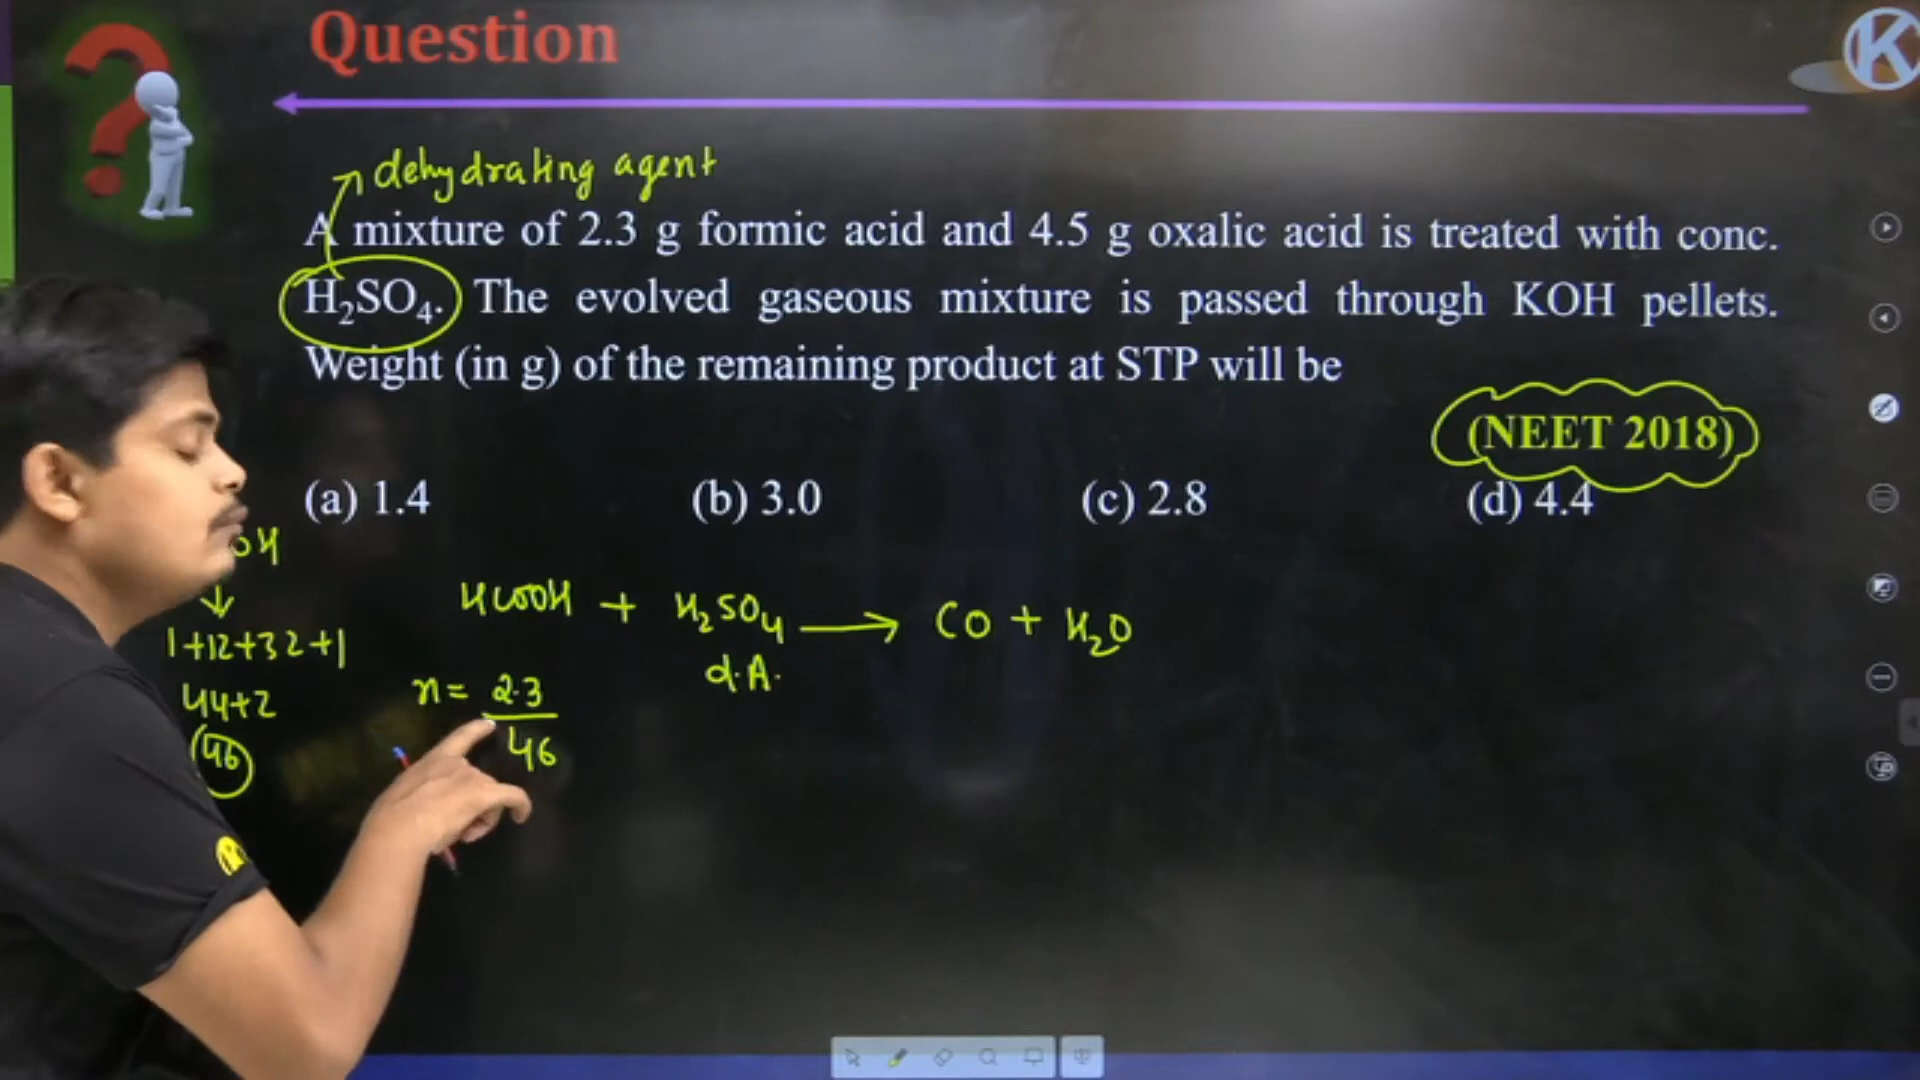 Question
dehydrating agent
A mixture of 2.3 g formic acid and 4.5 g oxalic acid is treated with conc.
H₂SO₄. The evolved gaseous mixture is passed through KOH pellets.
Weight (in g) of the remaining product at STP will be
(NEET 2018)
(a) 1.4 (b) 3.0 (c) 2.8 (d) 4.4
OH
↓
1+12+32+1
44+2
46
HCOOH + H₂SO₄ → CO + H₂O
d.A.
n = 2.3
46
K